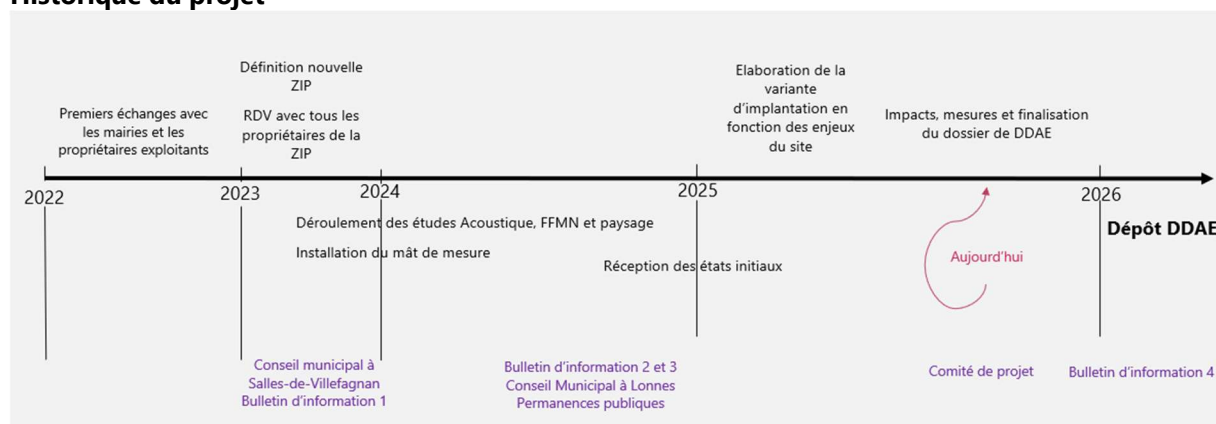 Historique du projet
Définition nouvelle
ZIP
Premiers échanges avec
les mairies et les
propriétaires exploitants
RDV avec tous les
propriétaires de la
ZIP
Elaboration de la
variante
d'implantation en
fonction des enjeux
du site
Impacts, mesures et finalisation
du dossier de DDAE
2022
2023
2024
2025
2026
Déroulement des études Acoustique, FFMN et paysage
Installation du mât de mesure
Réception des états initiaux
Aujourd'hui
Dépôt DDAE
Conseil municipal à
Salles-de-Villefagnan
Bulletin d'information 1
Bulletin d'information 2 et 3
Conseil Municipal à Lonnes
Permanences publiques
Comité de projet
Bulletin d'information 4